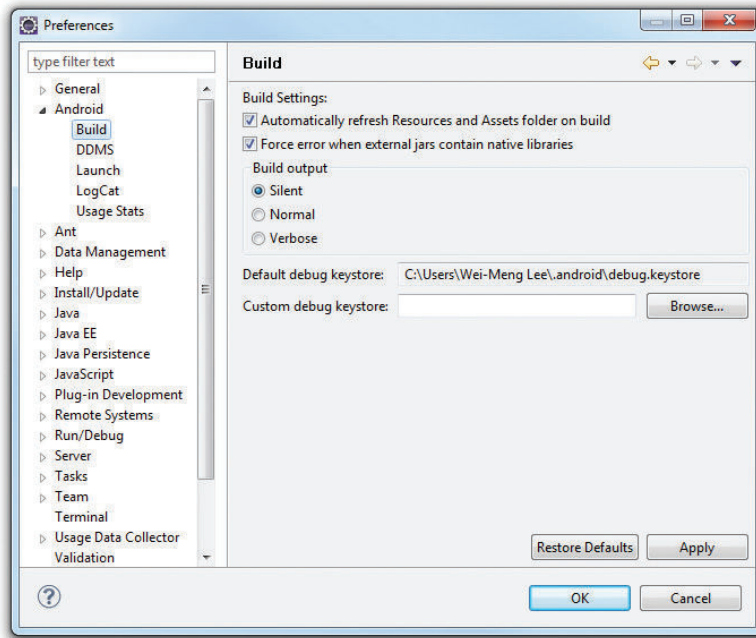 Preferences
type filter text
General
Android
Build
DDMS
Launch
LogCat
Usage Stats
Ant
Data Management
Help
Install/Update
Java
Java EE
Java Persistence
JavaScript
Plug-in Development
Remote Systems
Run/Debug
Server
Tasks
Team
Terminal
Usage Data Collector
Validation
Build
Build Settings:
Automatically refresh Resources and Assets folder on build
Force error when external jars contain native libraries
Build output
Silent
Normal
Verbose
Default debug keystore: C:\Users\Wei-Meng Lee\.android\debug.keystore
Custom debug keystore: Browse...
Restore Defaults Apply
? OK Cancel